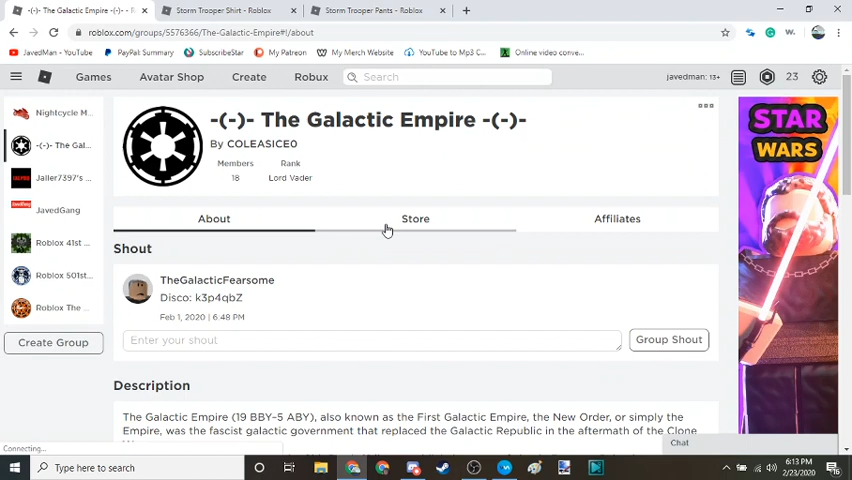 -(-)- The Galactic Empire -(-)- - R
Storm Trooper Shirt - Roblox
Storm Trooper Pants - Roblox
roblox.com/groups/5576366/The-Galactic-Empire#!/about
JavedMan - YouTube
PayPal Summary
SubscribeStar
My Patreon
My Merch Website
YouTube to Mp3 C...
Online video conve...
Games
Avatar Shop
Create
Robux
Search
javedman: 13+
23
Nightcycle M...
-(-)- The Gal...
Jaller7397's ...
JavedGang
Roblox 41st ...
Roblox 501st...
Roblox The ...
Create Group
-(-)- The Galactic Empire -(-)-
By COLEASICE0
Members
Rank
18
Lord Vader
About
Store
Affiliates
Shout
TheGalacticFearsome
Disco: k3p4qbZ
Feb 1, 2020 | 6:48 PM
Enter your shout
Group Shout
Description
The Galactic Empire (19 BBY–5 ABY), also known as the First Galactic Empire, the New Order, or simply the
Empire, was the fascist galactic government that replaced the Galactic Republic in the aftermath of the Clone
STAR
WARS
Chat
Connecting...
Type here to search
6:13 PM
2/23/2020